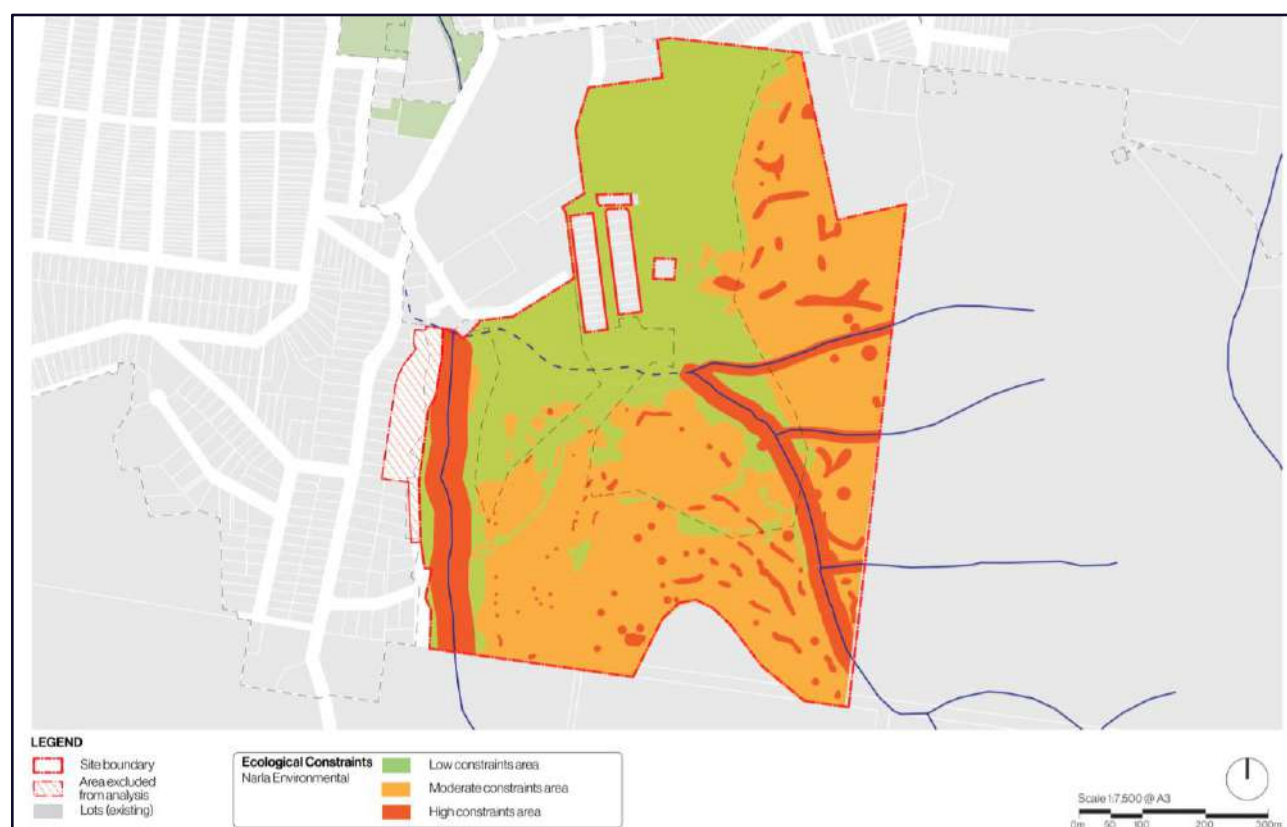 LEGEND
Site boundary
Area excluded
from analysis
Lots (existing)
Ecological Constraints
Narla Environmental
Low constraints area
Moderate constraints area
High constraints area
Scale 1:7,500 @ A3
0m 50 100 200 300m